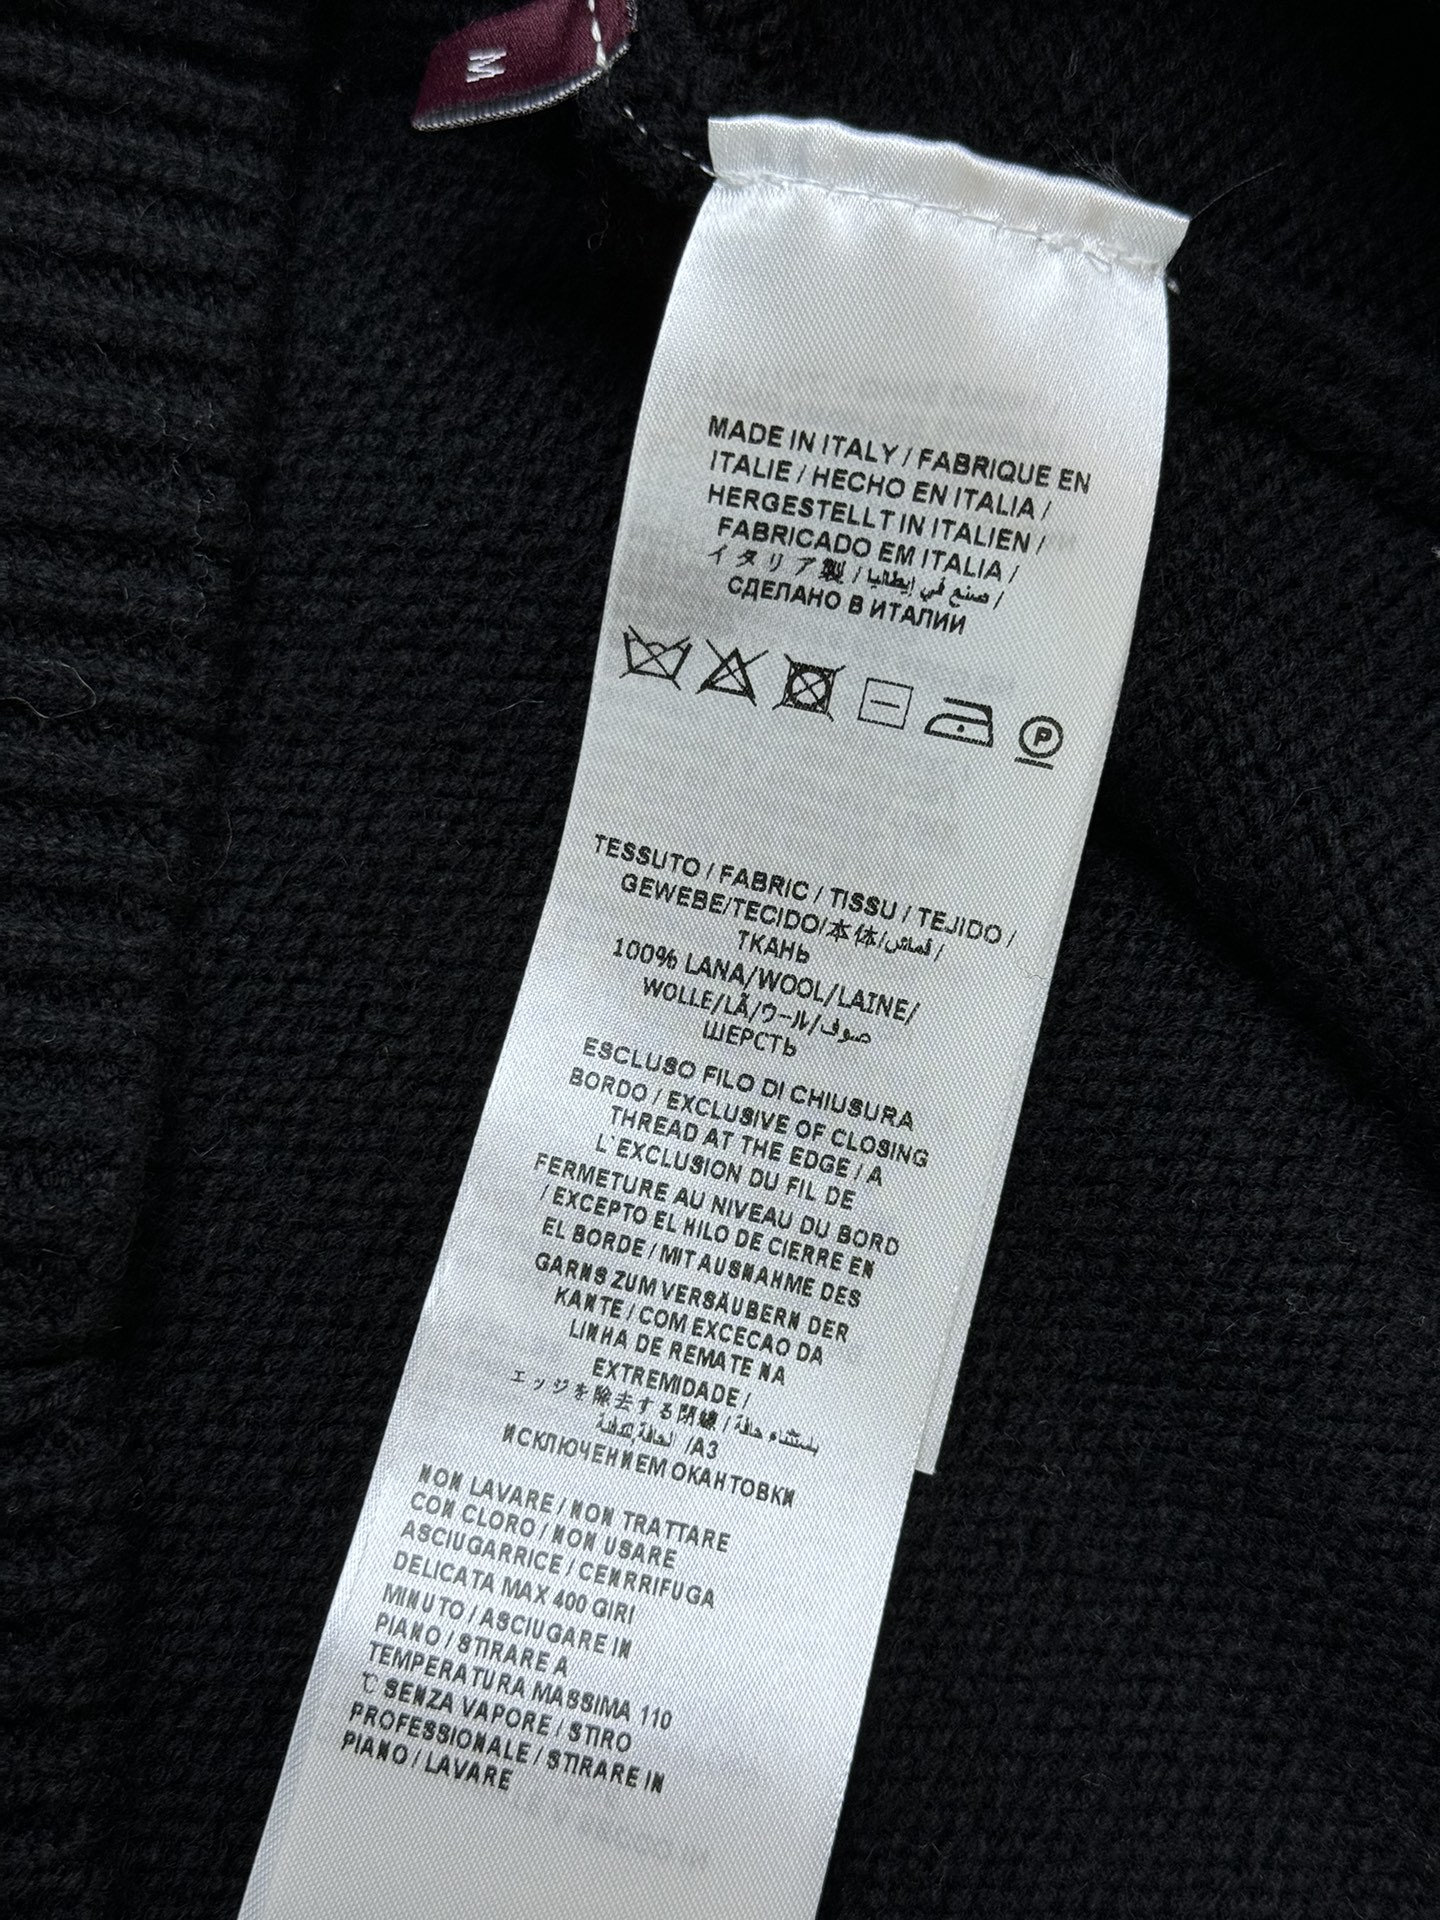 M
MADE IN ITALY / FABRIQUE EN
ITALIE / HECHO EN ITALIA /
HERGESTELLT IN ITALIEN /
FABRICADO EM ITALIA /
イタリア製 / صنع في إيطاليا /
СДЕЛАНО В ИТАЛИИ
P
TESSUTO / FABRIC / TISSU / TEJIDO /
GEWEBE/TECIDO/本体/قماش/
ТКАНЬ
100% LANA/WOOL/LAINE/
WOLLE/LÃ/ウール/صوف/
ШЕРСТЬ
ESCLUSO FILO DI CHIUSURA
BORDO / EXCLUSIVE OF CLOSING
THREAD AT THE EDGE / A
L`EXCLUSION DU FIL DE
FERMETURE AU NIVEAU DU BORD
/ EXCEPTO EL HILO DE CIERRE EN
EL BORDE / MIT AUSNAHME DES
GARNS ZUM VERSÄUBERN DER
KANTE / COM EXCECAO DA
LINHA DE REMATE NA
EXTREMIDADE /
エッジを除去する閉線 /
/АЗ
ИСКЛЮЧЕНИЕМ ОКАНТОВКИ
NON LAVARE / NON TRATTARE
CON CLORO / NON USARE
ASCIUGARRICE / CENRRIFUGA
DELICATA MAX 400 GIRI
MINUTO / ASCIUGARE IN
PIANO / STIRARE A
TEMPERATURA MASSIMA 110
℃ SENZA VAPORE / STIRO
PROFESSIONALE / STIRARE IN
PIANO / LAVARE